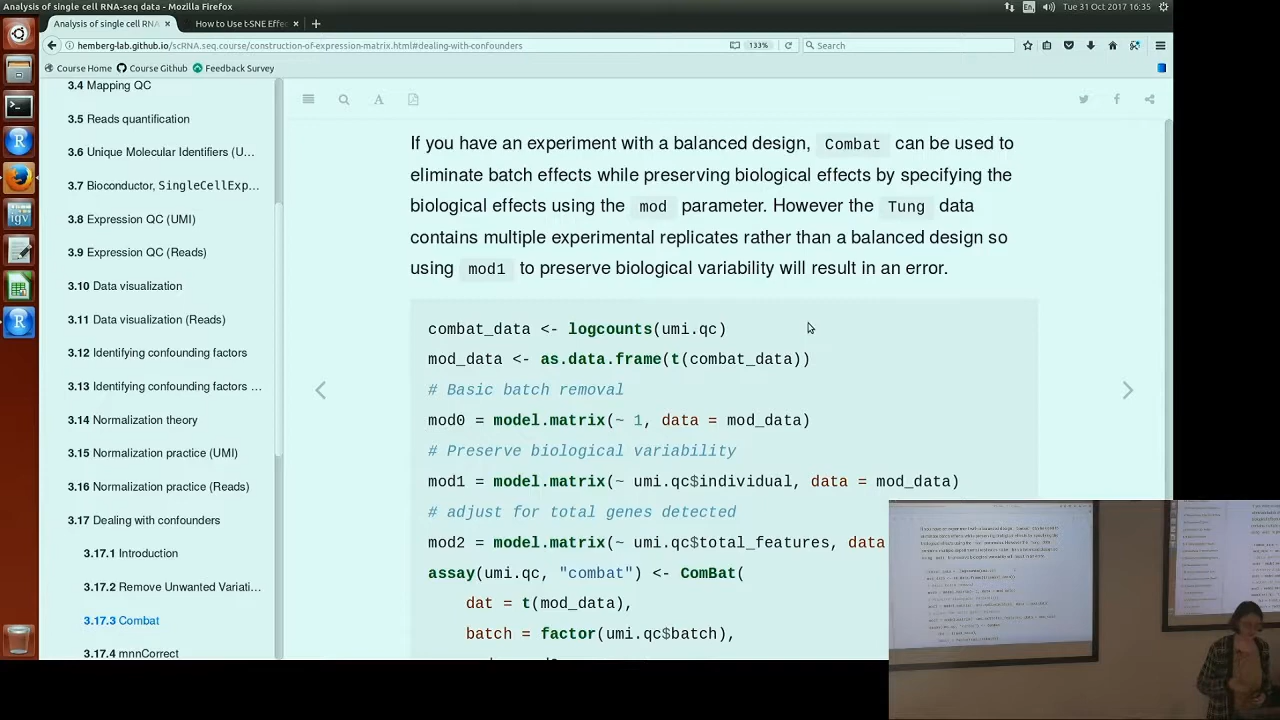 Analysis of single cell RNA-seq data - Mozilla Firefox
En
Tue 31 Oct 2017 16:35
Analysis of single cell RNA
How to Use t-SNE Effe
hemberg-lab.github.io/scRNA.seq.course/construction-of-expression-matrix.html#dealing-with-confounders
133%
Search
Course Home
Course Github
Feedback Survey
3.4 Mapping QC
3.5 Reads quantification
3.6 Unique Molecular Identifiers (U…
3.7 Bioconductor, SingleCellExp…
3.8 Expression QC (UMI)
3.9 Expression QC (Reads)
3.10 Data visualization
3.11 Data visualization (Reads)
3.12 Identifying confounding factors
3.13 Identifying confounding factors …
3.14 Normalization theory
3.15 Normalization practice (UMI)
3.16 Normalization practice (Reads)
3.17 Dealing with confounders
3.17.1 Introduction
3.17.2 Remove Unwanted Variati…
3.17.3 Combat
3.17.4 mnnCorrect
If you have an experiment with a balanced design, Combat can be used to
eliminate batch effects while preserving biological effects by specifying the
biological effects using the mod parameter. However the Tung data
contains multiple experimental replicates rather than a balanced design so
using mod1 to preserve biological variability will result in an error.
combat_data <- logcounts(umi.qc)
mod_data <- as.data.frame(t(combat_data))
# Basic batch removal
mod0 = model.matrix(~ 1, data = mod_data)
# Preserve biological variability
mod1 = model.matrix(~ umi.qc$individual, data = mod_data)
# adjust for total genes detected
mod2 = model.matrix(~ umi.qc$total_features, data
assay(umi.qc, "combat") <- ComBat(
dat = t(mod_data),
batch = factor(umi.qc$batch),